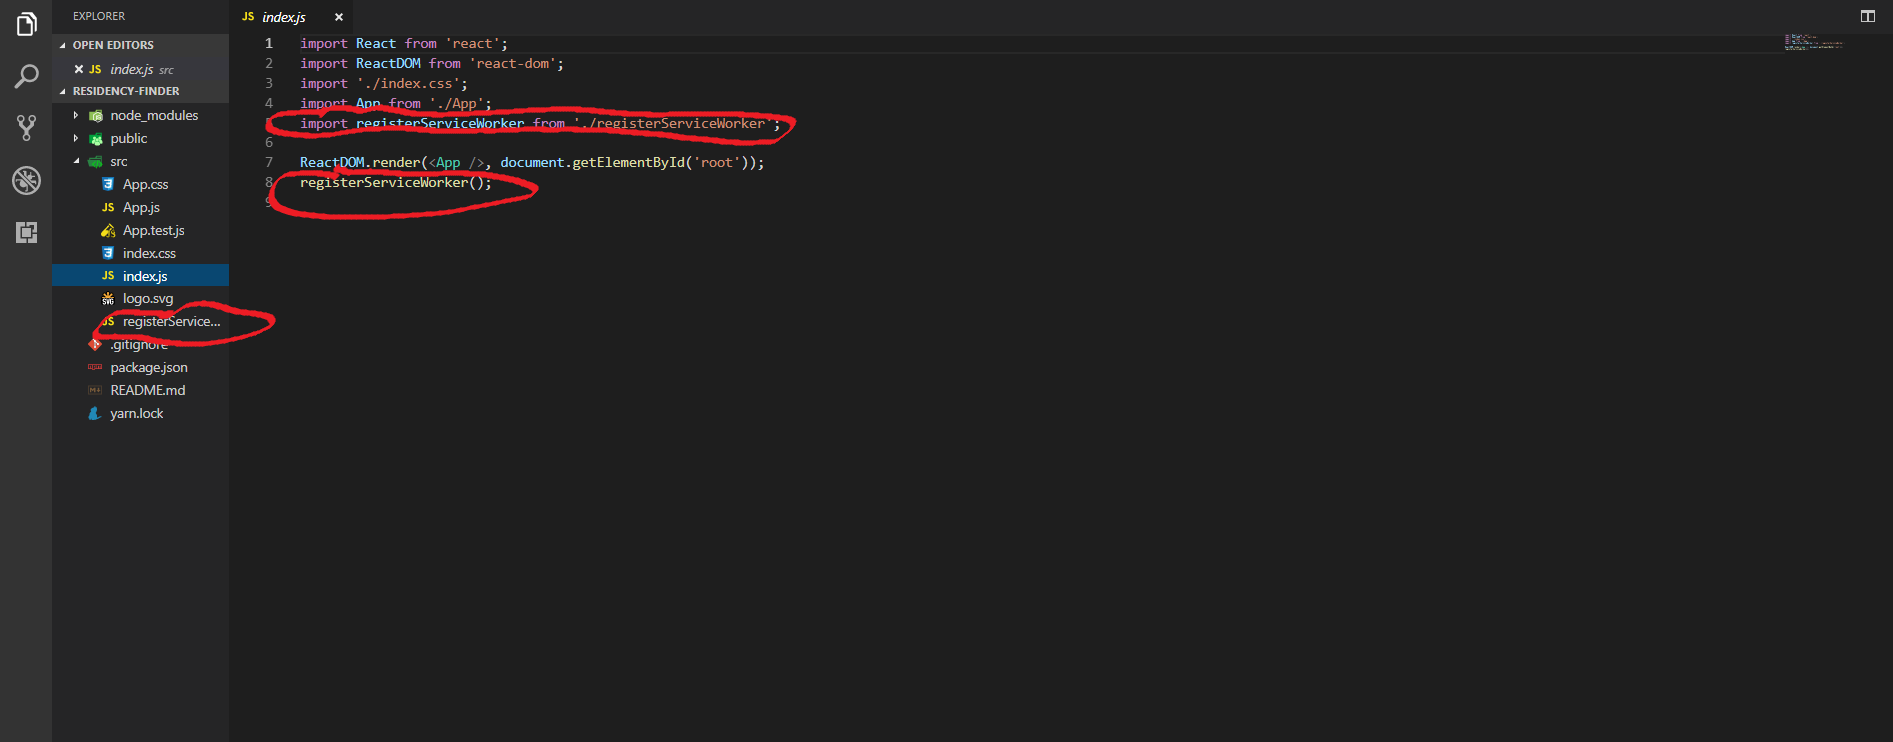 EXPLORER
OPEN EDITORS
JS index.js src
RESIDENCY-FINDER
node_modules
public
src
App.css
JS App.js
App.test.js
index.css
JS index.js
SVG logo.svg
JS registerService...
.gitignore
package.json
README.md
yarn.lock
JS index.js
1 import React from 'react';
2 import ReactDOM from 'react-dom';
3 import './index.css';
4 import App from './App';
5 import registerServiceWorker from './registerServiceWorker';
6
7 ReactDOM.render(<App />, document.getElementById('root'));
8 registerServiceWorker();
9